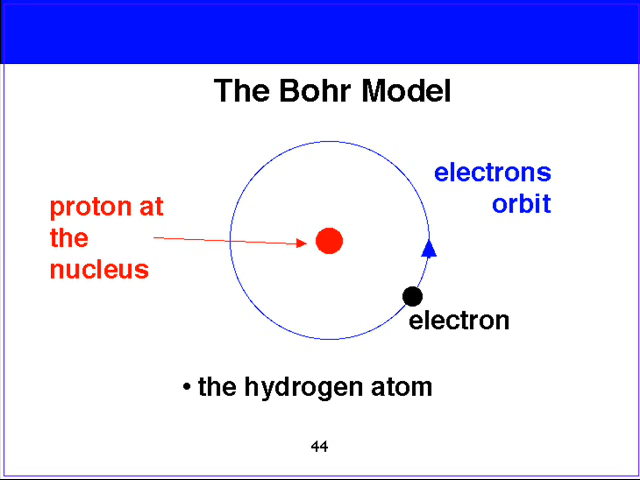 The Bohr Model
electrons
orbit
proton at
the
nucleus
electron
• the hydrogen atom
44